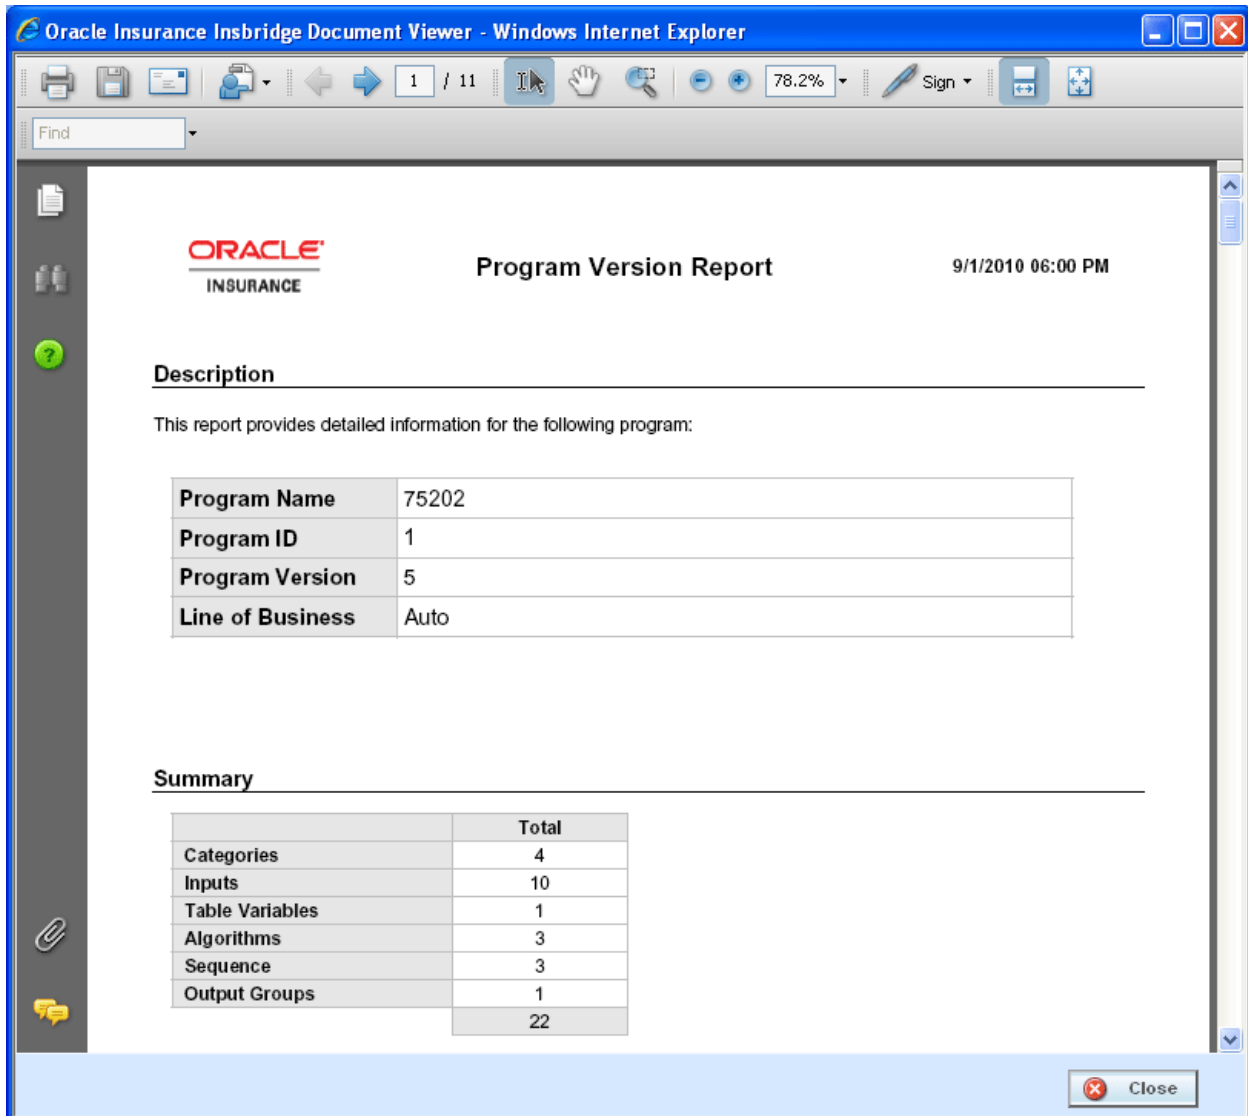 Oracle Insurance Insbridge Document Viewer - Windows Internet Explorer
1 / 11 78.2% Sign
Find
ORACLE
INSURANCE
Program Version Report
9/1/2010 06:00 PM
Description
This report provides detailed information for the following program:
Program Name 75202
Program ID 1
Program Version 5
Line of Business Auto
Summary
Total
Categories 4
Inputs 10
Table Variables 1
Algorithms 3
Sequence 3
Output Groups 1
22
Close